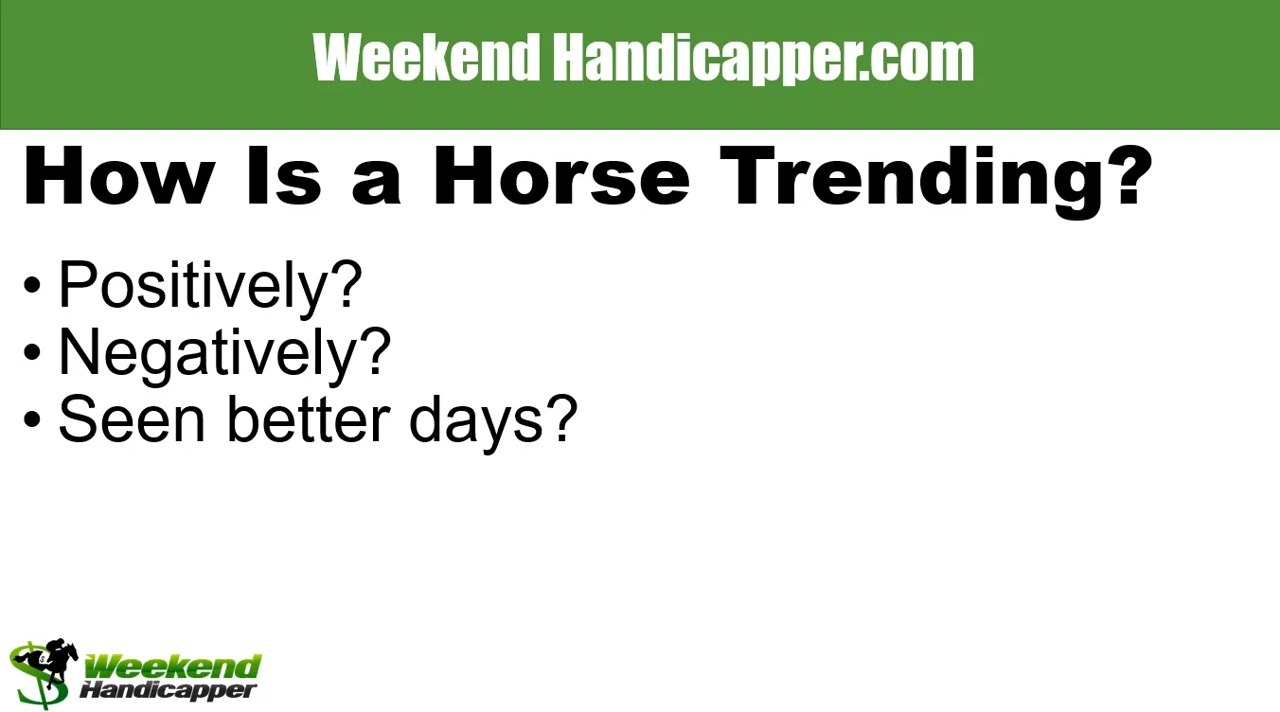 Weekend Handicapper.com
How Is a Horse Trending?
• Positively?
• Negatively?
• Seen better days?
Weekend
Handicapper